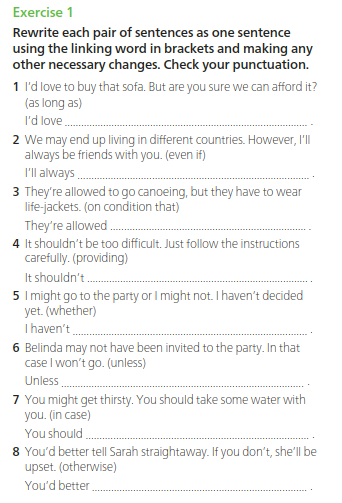 Exercise 1
Rewrite each pair of sentences as one sentence
using the linking word in brackets and making any
other necessary changes. Check your punctuation.
1 I'd love to buy that sofa. But are you sure we can afford it?
(as long as)
I'd love .......................................................................... .
2 We may end up living in different countries. However, I'll
always be friends with you. (even if)
I'll always ....................................................................... .
3 They're allowed to go canoeing, but they have to wear
life-jackets. (on condition that)
They're allowed ............................................................ .
4 It shouldn't be too difficult. Just follow the instructions
carefully. (providing)
It shouldn't .................................................................... .
5 I might go to the party or I might not. I haven't decided
yet. (whether)
I haven't ........................................................................ .
6 Belinda may not have been invited to the party. In that
case I won't go. (unless)
Unless ........................................................................... .
7 You might get thirsty. You should take some water with
you. (in case)
You should .................................................................... .
8 You'd better tell Sarah straightaway. If you don't, she'll be
upset. (otherwise)
You'd better .................................................................. .